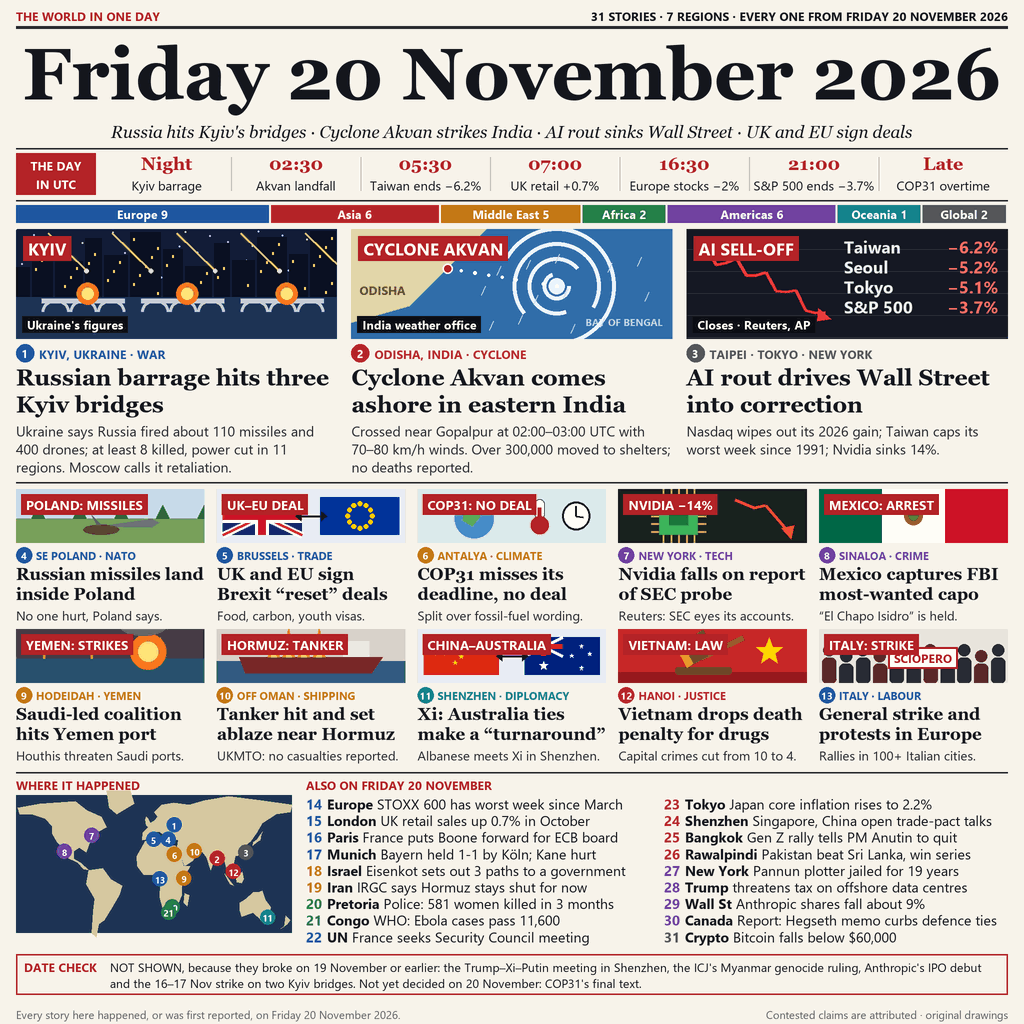 THE WORLD IN ONE DAY
31 STORIES · 7 REGIONS · EVERY ONE FROM FRIDAY 20 NOVEMBER 2026
Friday 20 November 2026
Russia hits Kyiv's bridges · Cyclone Akvan strikes India · AI rout sinks Wall Street · UK and EU sign deals
THE DAY
IN UTC
Night
Kyiv barrage
02:30
Akvan landfall
05:30
Taiwan ends −6.2%
07:00
UK retail +0.7%
16:30
Europe stocks −2%
21:00
S&P 500 ends −3.7%
Late
COP31 overtime
Europe 9
Asia 6
Middle East 5
Africa 2
Americas 6
Oceania 1
Global 2
KYIV
Ukraine's figures
CYCLONE AKVAN
ODISHA
India weather office
BAY OF BENGAL
AI SELL-OFF
Taiwan −6.2%
Seoul −5.2%
Tokyo −5.1%
S&P 500 −3.7%
Closes · Reuters, AP
1 KYIV, UKRAINE · WAR
Russian barrage hits three
Kyiv bridges
Ukraine says Russia fired about 110 missiles and
400 drones; at least 8 killed, power cut in 11
regions. Moscow calls it retaliation.
2 ODISHA, INDIA · CYCLONE
Cyclone Akvan comes
ashore in eastern India
Crossed near Gopalpur at 02:00–03:00 UTC with
70–80 km/h winds. Over 300,000 moved to shelters;
no deaths reported.
3 TAIPEI · TOKYO · NEW YORK
AI rout drives Wall Street
into correction
Nasdaq wipes out its 2026 gain; Taiwan caps its
worst week since 1991; Nvidia sinks 14%.
POLAND: MISSILES
4 SE POLAND · NATO
Russian missiles land
inside Poland
No one hurt, Poland says.
UK–EU DEAL
5 BRUSSELS · TRADE
UK and EU sign
Brexit “reset” deals
Food, carbon, youth visas.
COP31: NO DEAL
6 ANTALYA · CLIMATE
COP31 misses its
deadline, no deal
Split over fossil-fuel wording.
NVIDIA −14%
7 NEW YORK · TECH
Nvidia falls on report
of SEC probe
Reuters: SEC eyes its accounts.
MEXICO: ARREST
8 SINALOA · CRIME
Mexico captures FBI
most-wanted capo
“El Chapo Isidro” is held.
YEMEN: STRIKES
9 HODEIDAH · YEMEN
Saudi-led coalition
hits Yemen port
Houthis threaten Saudi ports.
HORMUZ: TANKER
10 OFF OMAN · SHIPPING
Tanker hit and set
ablaze near Hormuz
UKMTO: no casualties reported.
CHINA–AUSTRALIA
11 SHENZHEN · DIPLOMACY
Xi: Australia ties
make a “turnaround”
Albanese meets Xi in Shenzhen.
VIETNAM: LAW
12 HANOI · JUSTICE
Vietnam drops death
penalty for drugs
Capital crimes cut from 10 to 4.
ITALY: STRIKE
SCIOPERO
13 ITALY · LABOUR
General strike and
protests in Europe
Rallies in 100+ Italian cities.
WHERE IT HAPPENED
1
5
4
7
8
6
10
2
3
12
13
9
21
11
ALSO ON FRIDAY 20 NOVEMBER
14 Europe STOXX 600 has worst week since March
15 London UK retail sales up 0.7% in October
16 Paris France puts Boone forward for ECB board
17 Munich Bayern held 1-1 by Köln; Kane hurt
18 Israel Eisenkot sets out 3 paths to a government
19 Iran IRGC says Hormuz stays shut for now
20 Pretoria Police: 581 women killed in 3 months
21 Congo WHO: Ebola cases pass 11,600
22 UN France seeks Security Council meeting
23 Tokyo Japan core inflation rises to 2.2%
24 Shenzhen Singapore, China open trade-pact talks
25 Bangkok Gen Z rally tells PM Anutin to quit
26 Rawalpindi Pakistan beat Sri Lanka, win series
27 New York Pannun plotter jailed for 19 years
28 Trump threatens tax on offshore data centres
29 Wall St Anthropic shares fall about 9%
30 Canada Report: Hegseth memo curbs defence ties
31 Crypto Bitcoin falls below $60,000
DATE CHECK
NOT SHOWN, because they broke on 19 November or earlier: the Trump–Xi–Putin meeting in Shenzhen, the ICJ's Myanmar genocide ruling, Anthropic's IPO debut
and the 16–17 Nov strike on two Kyiv bridges. Not yet decided on 20 November: COP31's final text.
Every story here happened, or was first reported, on Friday 20 November 2026.
Contested claims are attributed · original drawings